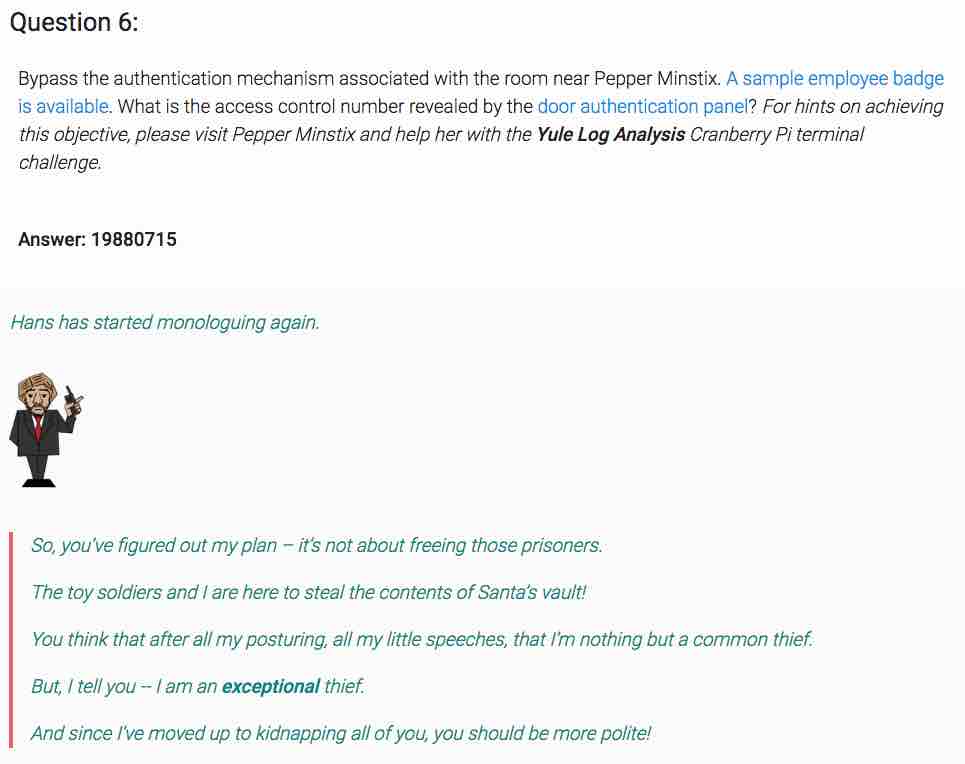 Question 6:
Bypass the authentication mechanism associated with the room near Pepper Minstix. A sample employee badge
is available. What is the access control number revealed by the door authentication panel? For hints on achieving
this objective, please visit Pepper Minstix and help her with the Yule Log Analysis Cranberry Pi terminal
challenge.
Answer: 19880715
Hans has started monologuing again.
So, you've figured out my plan – it's not about freeing those prisoners.
The toy soldiers and I are here to steal the contents of Santa's vault!
You think that after all my posturing, all my little speeches, that I'm nothing but a common thief.
But, I tell you -- I am an exceptional thief.
And since I've moved up to kidnapping all of you, you should be more polite!